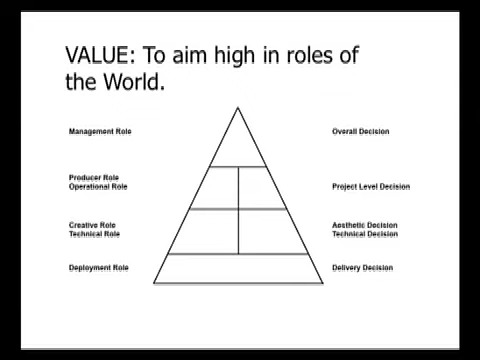 VALUE: To aim high in roles of
the World.
Management Role
Overall Decision
Producer Role
Operational Role
Project Level Decision
Creative Role
Technical Role
Aesthetic Decision
Technical Decision
Deployment Role
Delivery Decision